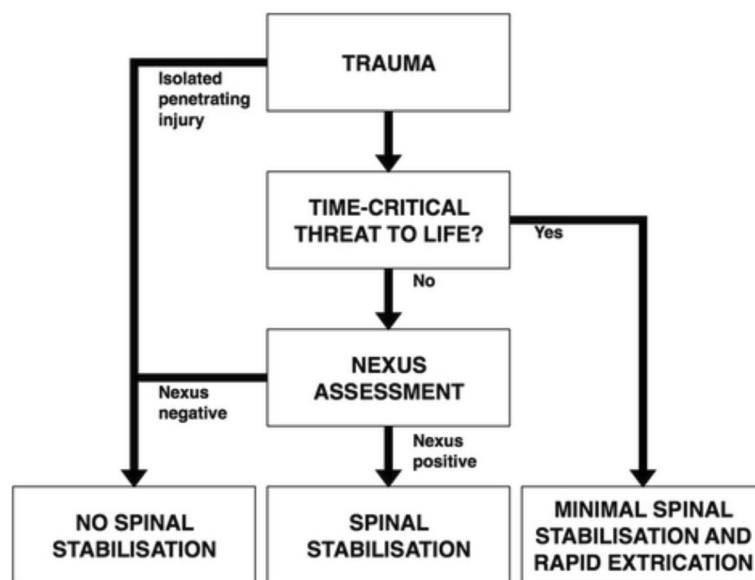 TRAUMA
Isolated
penetrating
injury
TIME-CRITICAL
THREAT TO LIFE?
Yes
No
NEXUS
ASSESSMENT
Nexus
negative
Nexus
positive
NO SPINAL
STABILISATION
SPINAL
STABILISATION
MINIMAL SPINAL
STABILISATION AND
RAPID EXTRICATION